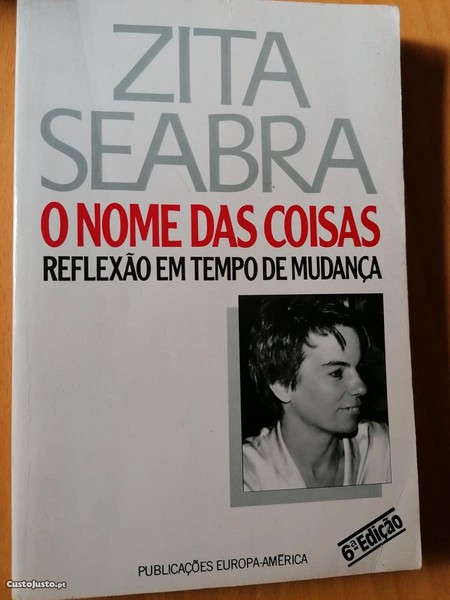 ZITA
SEABRA
O NOME DAS COISAS
REFLEXÃO EM TEMPO DE MUDANÇA
6ª Edição
PUBLICAÇÕES EUROPA-AMÉRICA
CustoJusto.pt